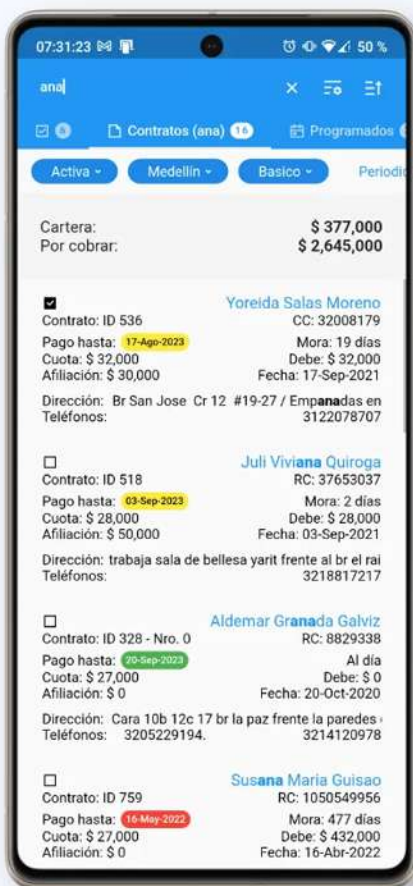 07:31:23 50 %
ana
6 Contratos (ana) 16 Programados
Activa Medellín Basico Periodic
Cartera: $ 377,000
Por cobrar: $ 2,645,000
Yoreida Salas Moreno
Contrato: ID 536 CC: 32008179
Pago hasta: 17-Ago-2023 Mora: 19 días
Cuota: $ 32,000 Debe: $ 32,000
Afiliación: $ 30,000 Fecha: 17-Sep-2021
Dirección: Br San Jose Cr 12 #19-27 / Empanadas en
Teléfonos: 3122078707
Juli Viviana Quiroga
Contrato: ID 518 RC: 37653037
Pago hasta: 03-Sep-2023 Mora: 2 días
Cuota: $ 28,000 Debe: $ 28,000
Afiliación: $ 50,000 Fecha: 03-Sep-2021
Dirección: trabaja sala de bellesa yarit frente al br el rai
Teléfonos: 3218817217
Aldemar Granada Galviz
Contrato: ID 328 - Nro. 0 RC: 8829338
Pago hasta: 20-Sep-2023 Al día
Cuota: $ 27,000 Debe: $ 0
Afiliación: $ 0 Fecha: 20-Oct-2020
Dirección: Cara 10b 12c 17 br la paz frente la paredes
Teléfonos: 3205229194. 3214120978
Susana Maria Guisao
Contrato: ID 759 RC: 1050549956
Pago hasta: 16-May-2022 Mora: 477 días
Cuota: $ 27,000 Debe: $ 432,000
Afiliación: $ 0 Fecha: 16-Abr-2022